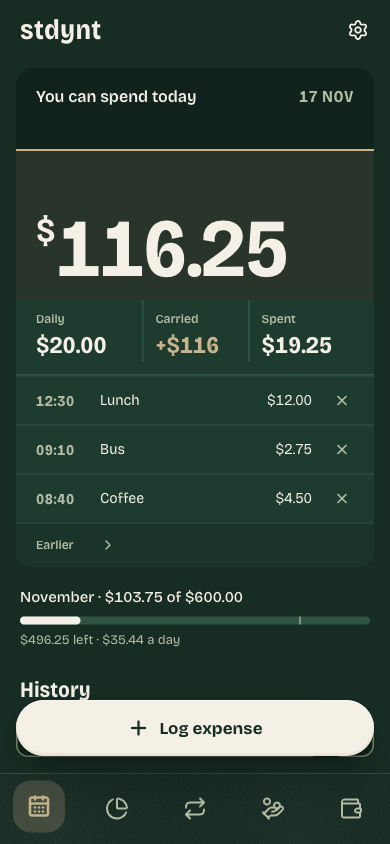 stdynt
You can spend today 17 NOV
$116.25
Daily Carried Spent
$20.00 +$116 $19.25
12:30 Lunch $12.00 ×
09:10 Bus $2.75 ×
08:40 Coffee $4.50 ×
Earlier >
November · $103.75 of $600.00
$496.25 left · $35.44 a day
History
+ Log expense